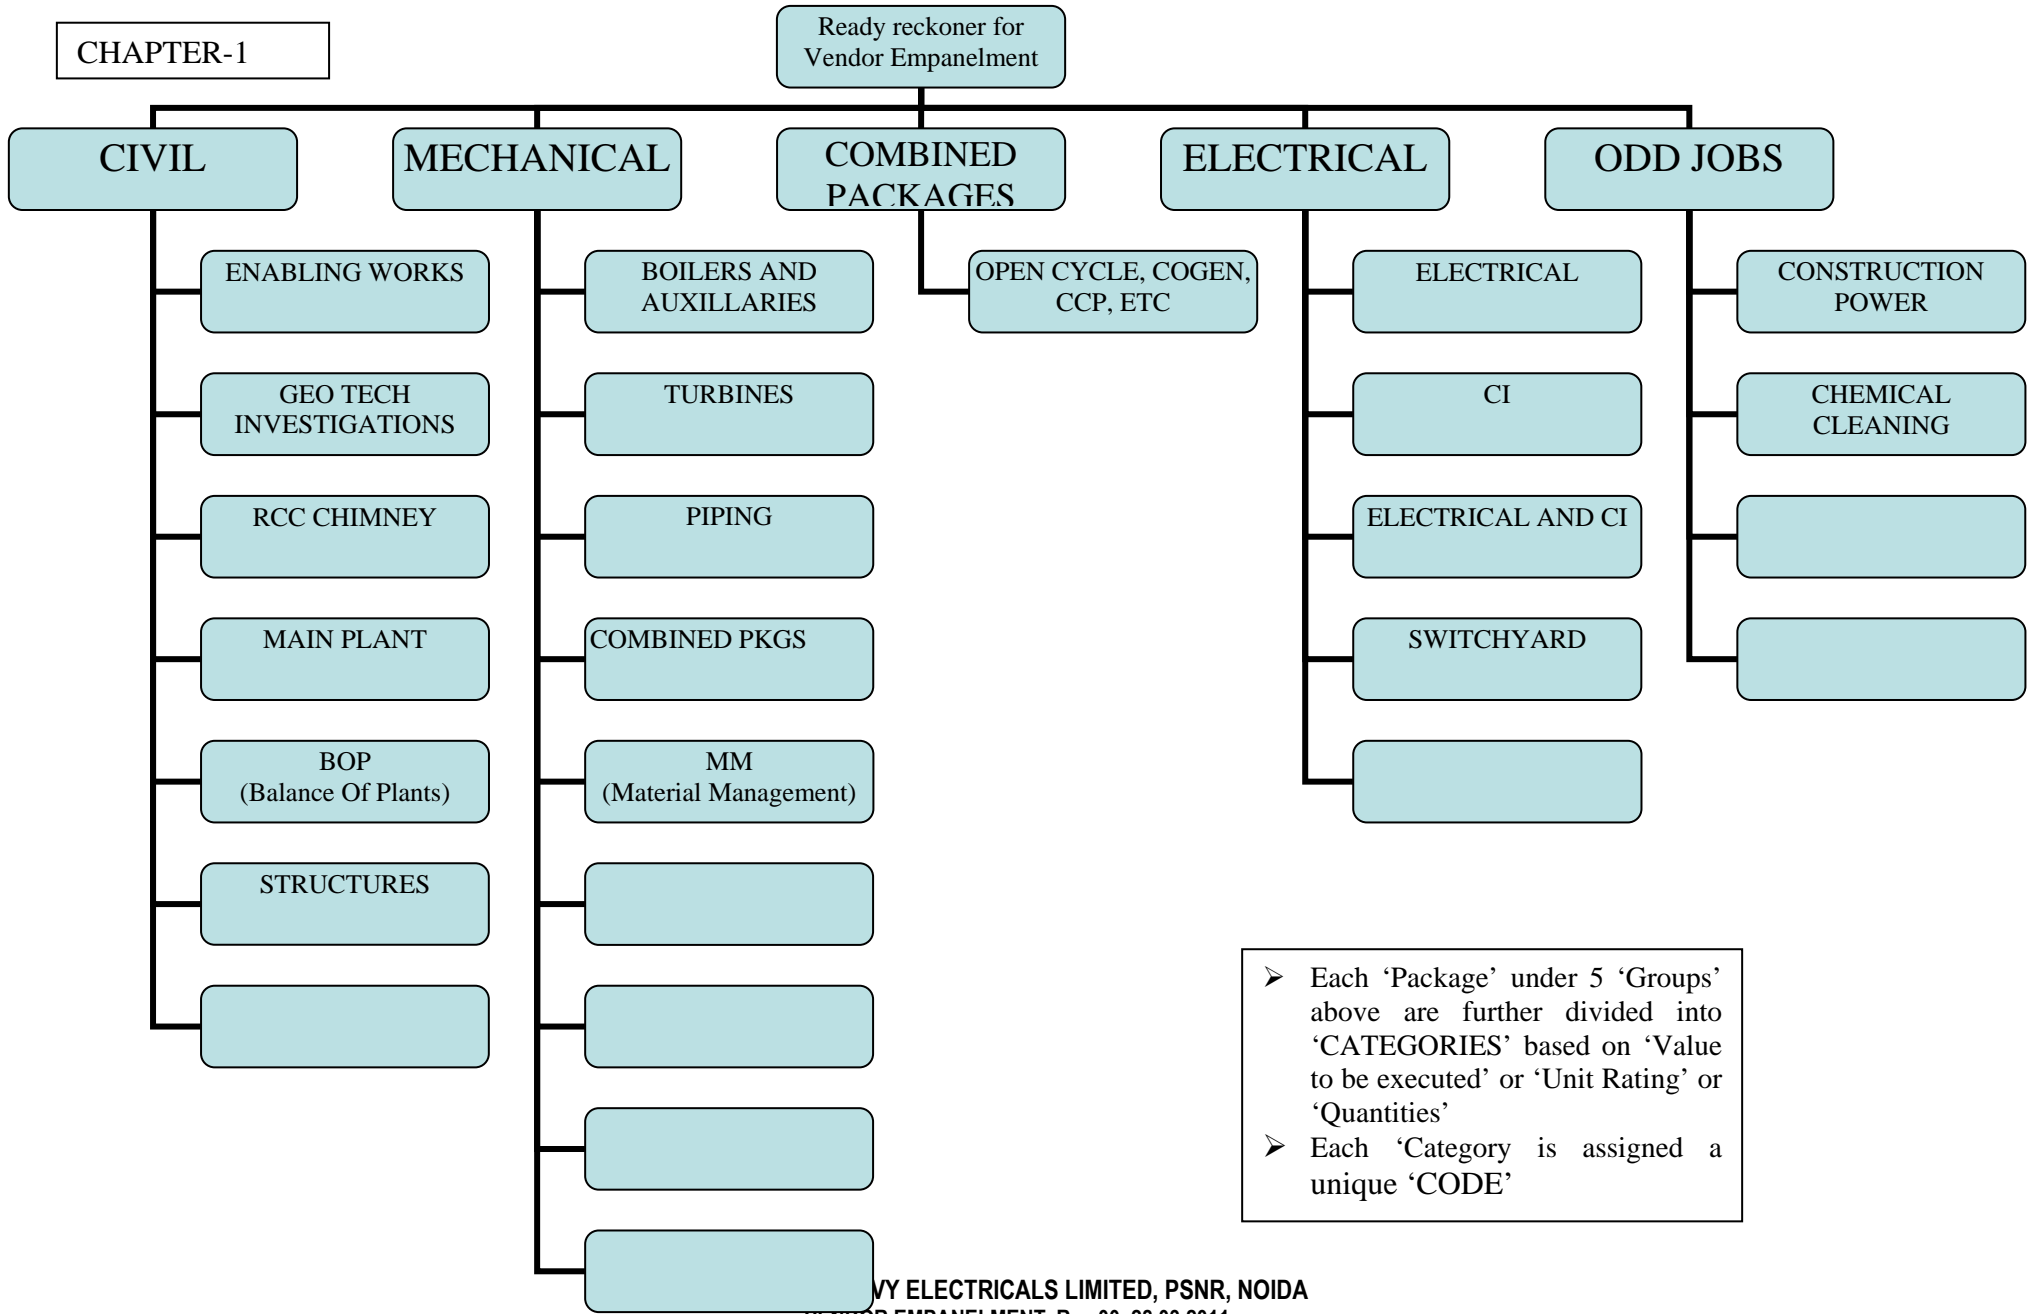 CHAPTER-1
Ready reckoner for
Vendor Empanelment
CIVIL
MECHANICAL
COMBINED
PACKAGES
ELECTRICAL
ODD JOBS
ENABLING WORKS
GEO TECH
INVESTIGATIONS
RCC CHIMNEY
MAIN PLANT
BOP
(Balance Of Plants)
STRUCTURES
BOILERS AND
AUXILLARIES
TURBINES
PIPING
COMBINED PKGS
MM
(Material Management)
OPEN CYCLE, COGEN,
CCP, ETC
ELECTRICAL
CI
ELECTRICAL AND CI
SWITCHYARD
CONSTRUCTION
POWER
CHEMICAL
CLEANING
➢ Each ‘Package’ under 5 ‘Groups’
above are further divided into
‘CATEGORIES’ based on ‘Value
to be executed’ or ‘Unit Rating’ or
‘Quantities’
➢ Each ‘Category is assigned a
unique ‘CODE’
VY ELECTRICALS LIMITED, PSNR, NOIDA
EMPANELMENT